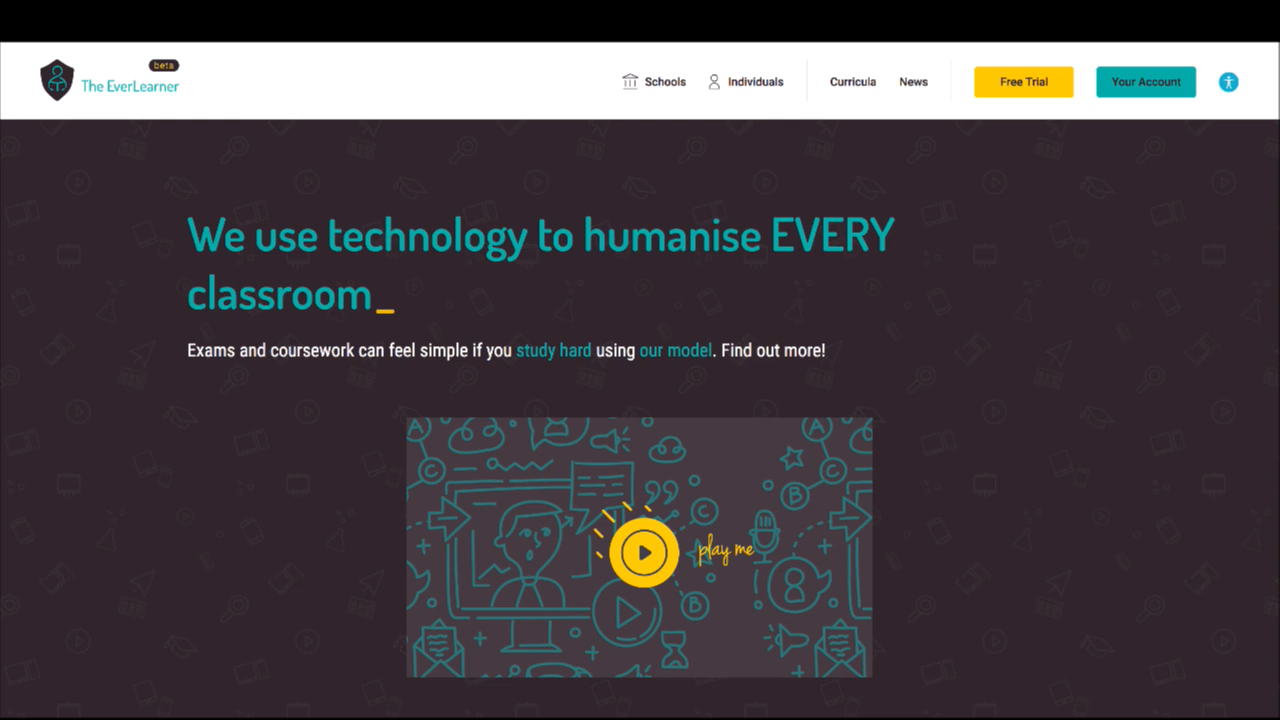 beta
The EverLearner
Schools Individuals Curricula News Free Trial Your Account
We use technology to humanise EVERY
classroom_
Exams and coursework can feel simple if you study hard using our model. Find out more!
A
A
C
C
B
C
play me
B